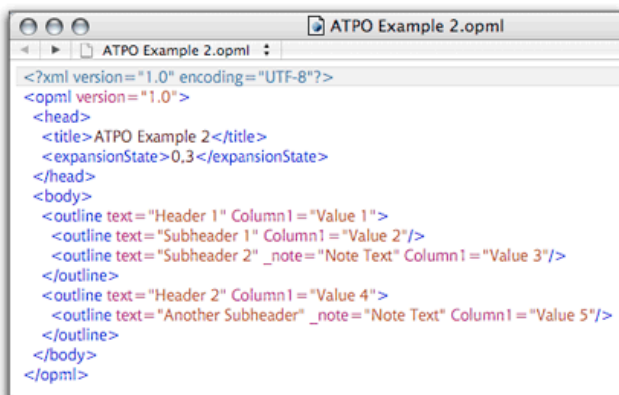 ATPO Example 2.opml
ATPO Example 2.opml
<?xml version="1.0" encoding="UTF-8"?>
<opml version="1.0">
<head>
<title>ATPO Example 2</title>
<expansionState>0,3</expansionState>
</head>
<body>
<outline text="Header 1" Column1="Value 1">
<outline text="Subheader 1" Column1="Value 2"/>
<outline text="Subheader 2" _note="Note Text" Column1="Value 3"/>
</outline>
<outline text="Header 2" Column1="Value 4">
<outline text="Another Subheader" _note="Note Text" Column1="Value 5"/>
</outline>
</body>
</opml>